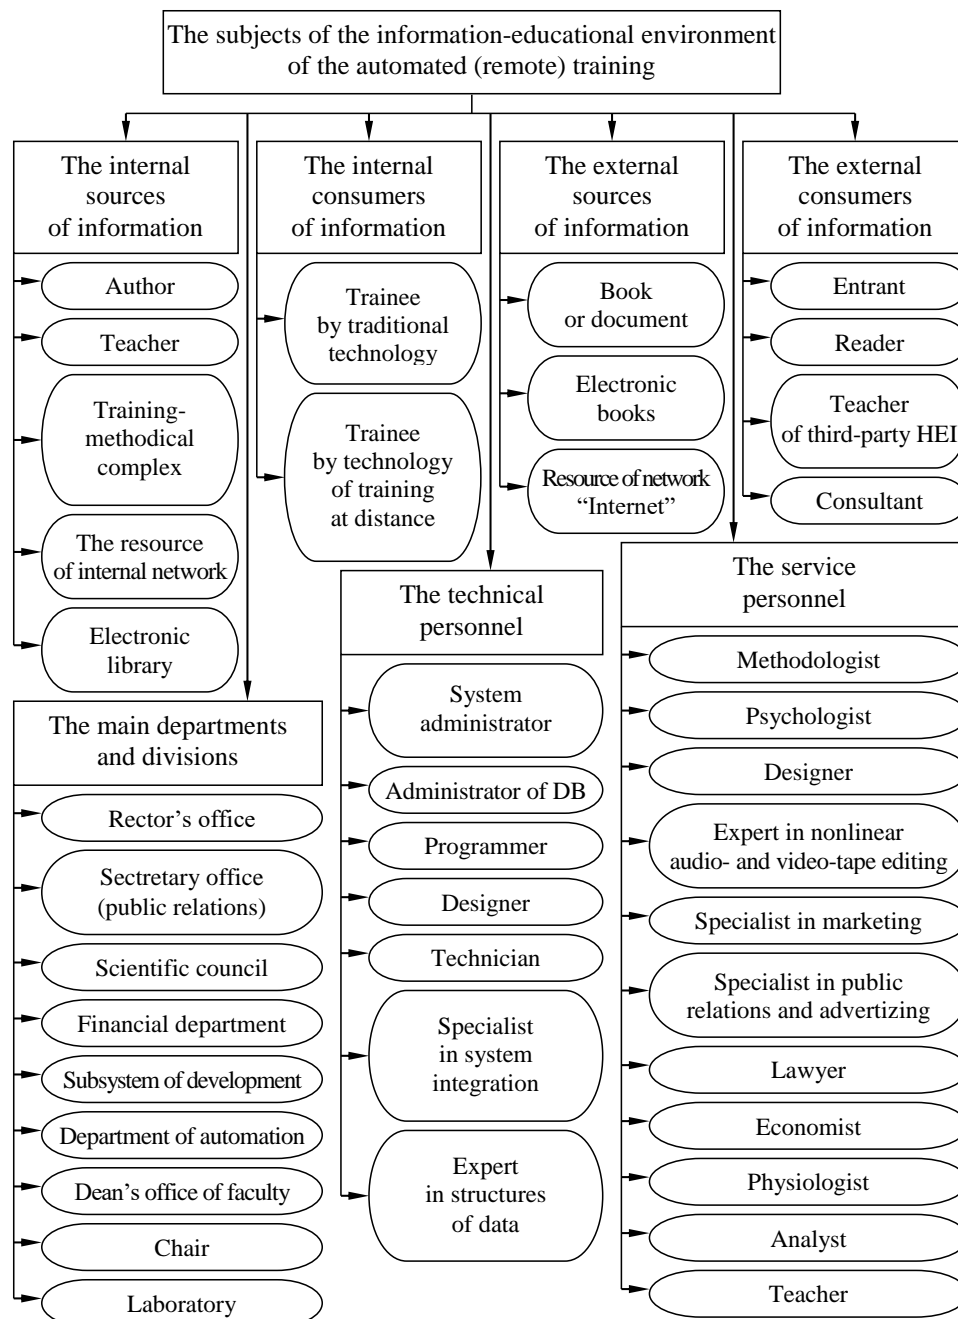 The subjects of the information-educational environment
of the automated (remote) training
The internal
sources
of information
Author
Teacher
Training-
methodical
complex
The resource
of internal network
Electronic
library
The internal
consumers
of information
Trainee
by traditional
technology
Trainee
by technology
of training
at distance
The external
sources
of information
Book
or document
Electronic
books
Resource of network
“Internet”
The external
consumers
of information
Entrant
Reader
Teacher
of third-party HEI
Consultant
The main departments
and divisions
Rector’s office
Sectretary office
(public relations)
Scientific council
Financial department
Subsystem of development
Department of automation
Dean’s office of faculty
Chair
Laboratory
The technical
personnel
System
administrator
Administrator of DB
Programmer
Designer
Technician
Specialist
in system
integration
Expert
in structures
of data
The service
personnel
Methodologist
Psychologist
Designer
Expert in nonlinear
audio- and video-tape editing
Specialist in marketing
Specialist in public
relations and advertizing
Lawyer
Economist
Physiologist
Analyst
Teacher